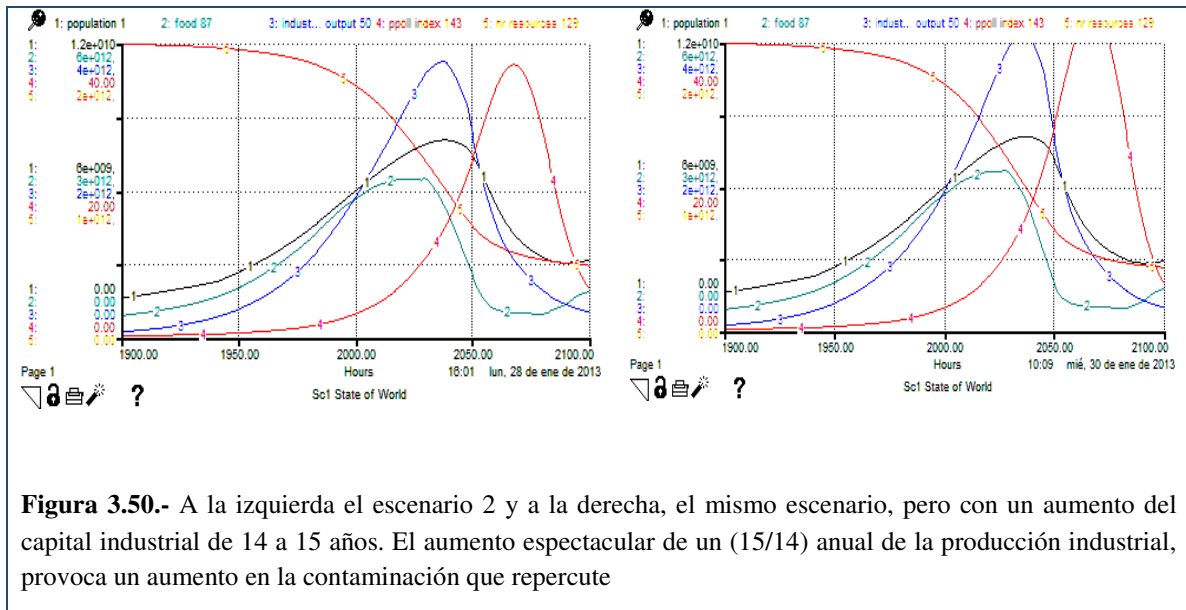 1: population 1 2: food 87 3: indust... output 50 4: ppoll index 143 5: nr resources 129
1: 1.2e+010
2: 6e+012,
3: 4e+012,
4: 40.00
5: 2e+012,
1: 6e+009,
2: 3e+012,
3: 2e+012,
4: 20.00
5: 1e+012,
1: 0.00
2: 0.00
3: 0.00
4: 0.00
5: 0.00
1900.00 1950.00 2000.00 2050.00 2100.00
Page 1 Hours 16:01 lun, 28 de ene de 2013
? Sc1 State of World
1: population 1 2: food 87 3: indust... output 50 4: ppoll index 143 5: nr resources 129
1: 1.2e+010
2: 6e+012,
3: 4e+012,
4: 40.00
5: 2e+012,
1: 6e+009,
2: 3e+012,
3: 2e+012,
4: 20.00
5: 1e+012,
1: 0.00
2: 0.00
3: 0.00
4: 0.00
5: 0.00
1900.00 1950.00 2000.00 2050.00 2100.00
Page 1 Hours 10:09 mié, 30 de ene de 2013
? Sc1 State of World
Figura 3.50.- A la izquierda el escenario 2 y a la derecha, el mismo escenario, pero con un aumento del
capital industrial de 14 a 15 años. El aumento espectacular de un (15/14) anual de la producción industrial,
provoca un aumento en la contaminación que repercute